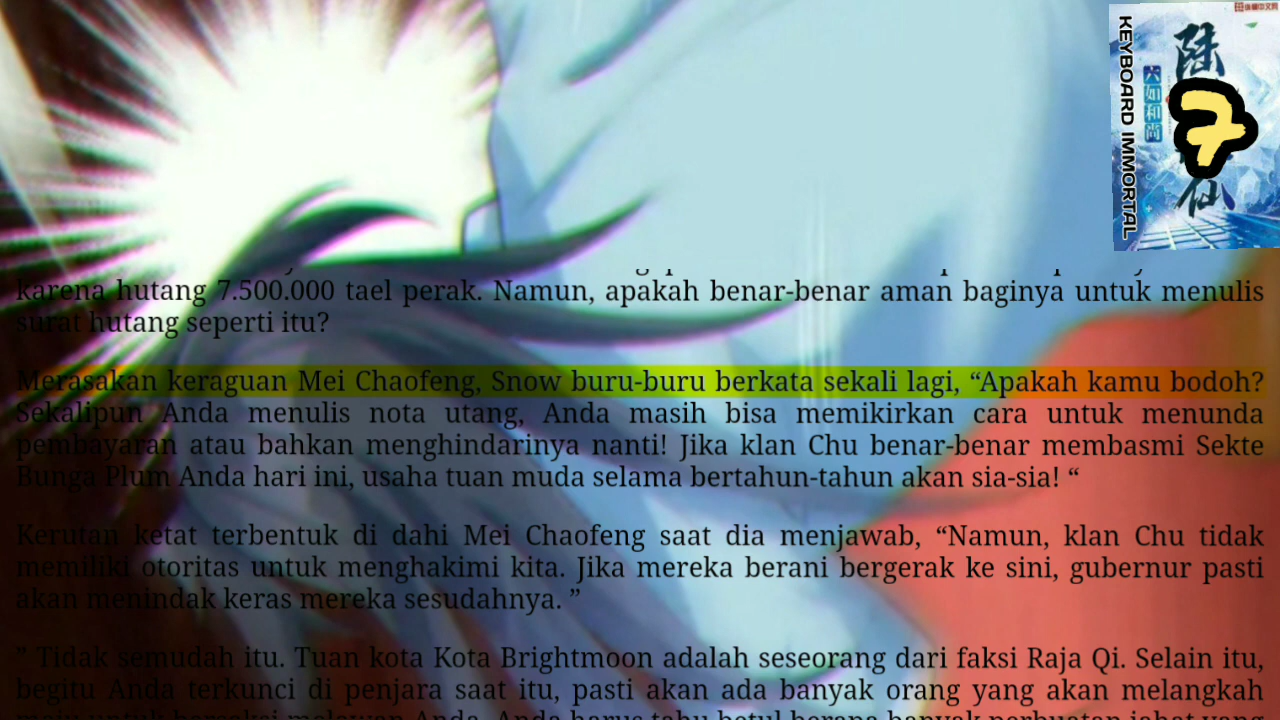 KEYBOARD IMMORTAL
陆
仙
六如和尚
7
karena hutang 7.500.000 tael perak. Namun, apakah benar-benar aman baginya untuk menulis
surat hutang seperti itu?
Merasakan keraguan Mei Chaofeng, Snow buru-buru berkata sekali lagi, “Apakah kamu bodoh?
Sekalipun Anda menulis nota utang, Anda masih bisa memikirkan cara untuk menunda
pembayaran atau bahkan menghindarinya nanti! Jika klan Chu benar-benar membasmi Sekte
Bunga Plum Anda hari ini, usaha tuan muda selama bertahun-tahun akan sia-sia! “
Kerutan ketat terbentuk di dahi Mei Chaofeng saat dia menjawab, “Namun, klan Chu tidak
memiliki otoritas untuk menghakimi kita. Jika mereka berani bergerak ke sini, gubernur pasti
akan menindak keras mereka sesudahnya. ”
” Tidak semudah itu. Tuan kota Kota Brightmoon adalah seseorang dari faksi Raja Qi. Selain itu,
begitu Anda terkunci di penjara saat itu, pasti akan ada banyak orang yang akan melangkah